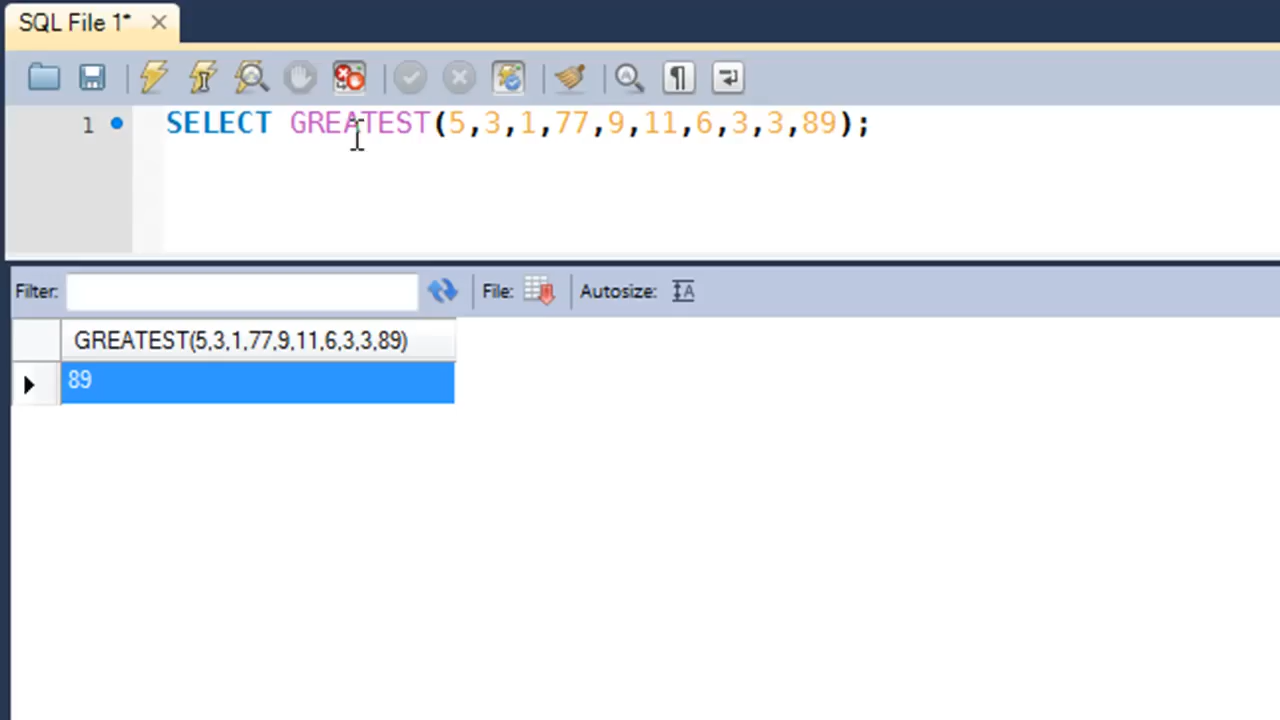 SQL File 1*
1 SELECT GREATEST(5,3,1,77,9,11,6,3,3,89);
Filter: File: Autosize:
GREATEST(5,3,1,77,9,11,6,3,3,89)
89